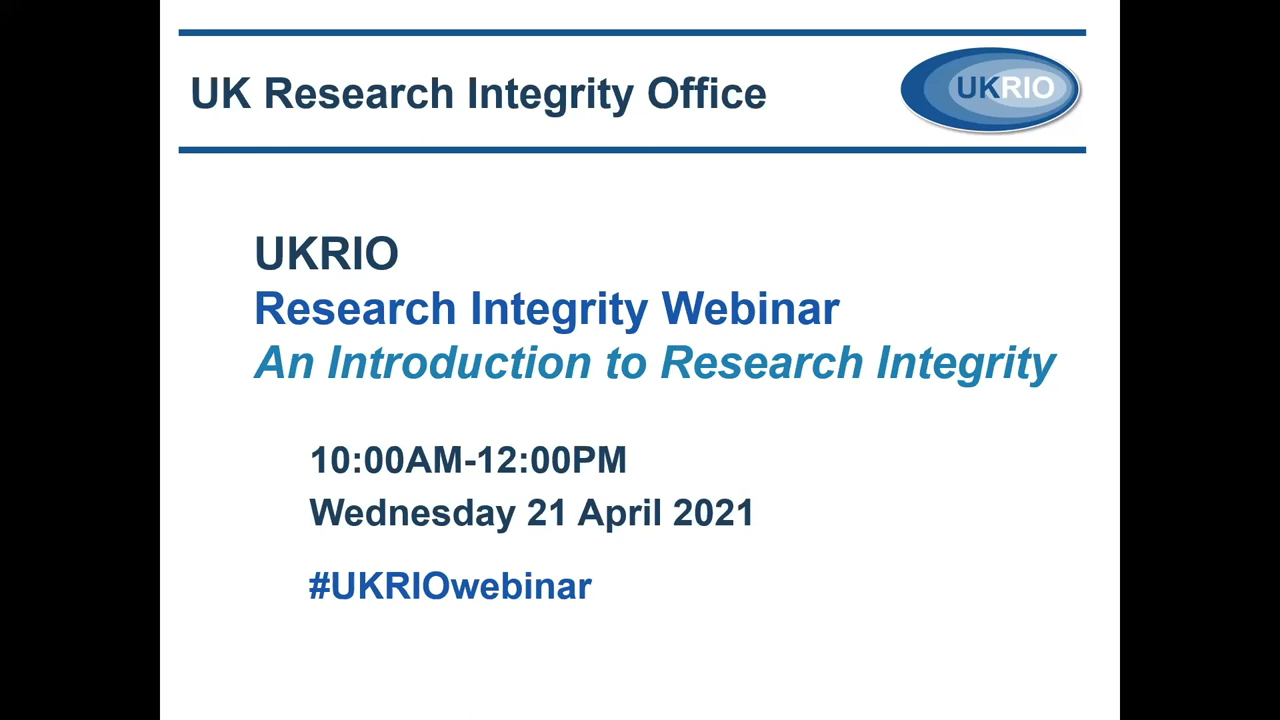 UK Research Integrity Office
UKRIO
UKRIO
Research Integrity Webinar
An Introduction to Research Integrity
10:00AM-12:00PM
Wednesday 21 April 2021
#UKRIOwebinar